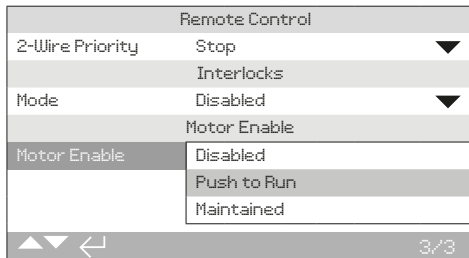 Remote Control
2-Wire Priority Stop
Interlocks
Mode Disabled
Motor Enable
Motor Enable Disabled
Push to Run
Maintained
3/3